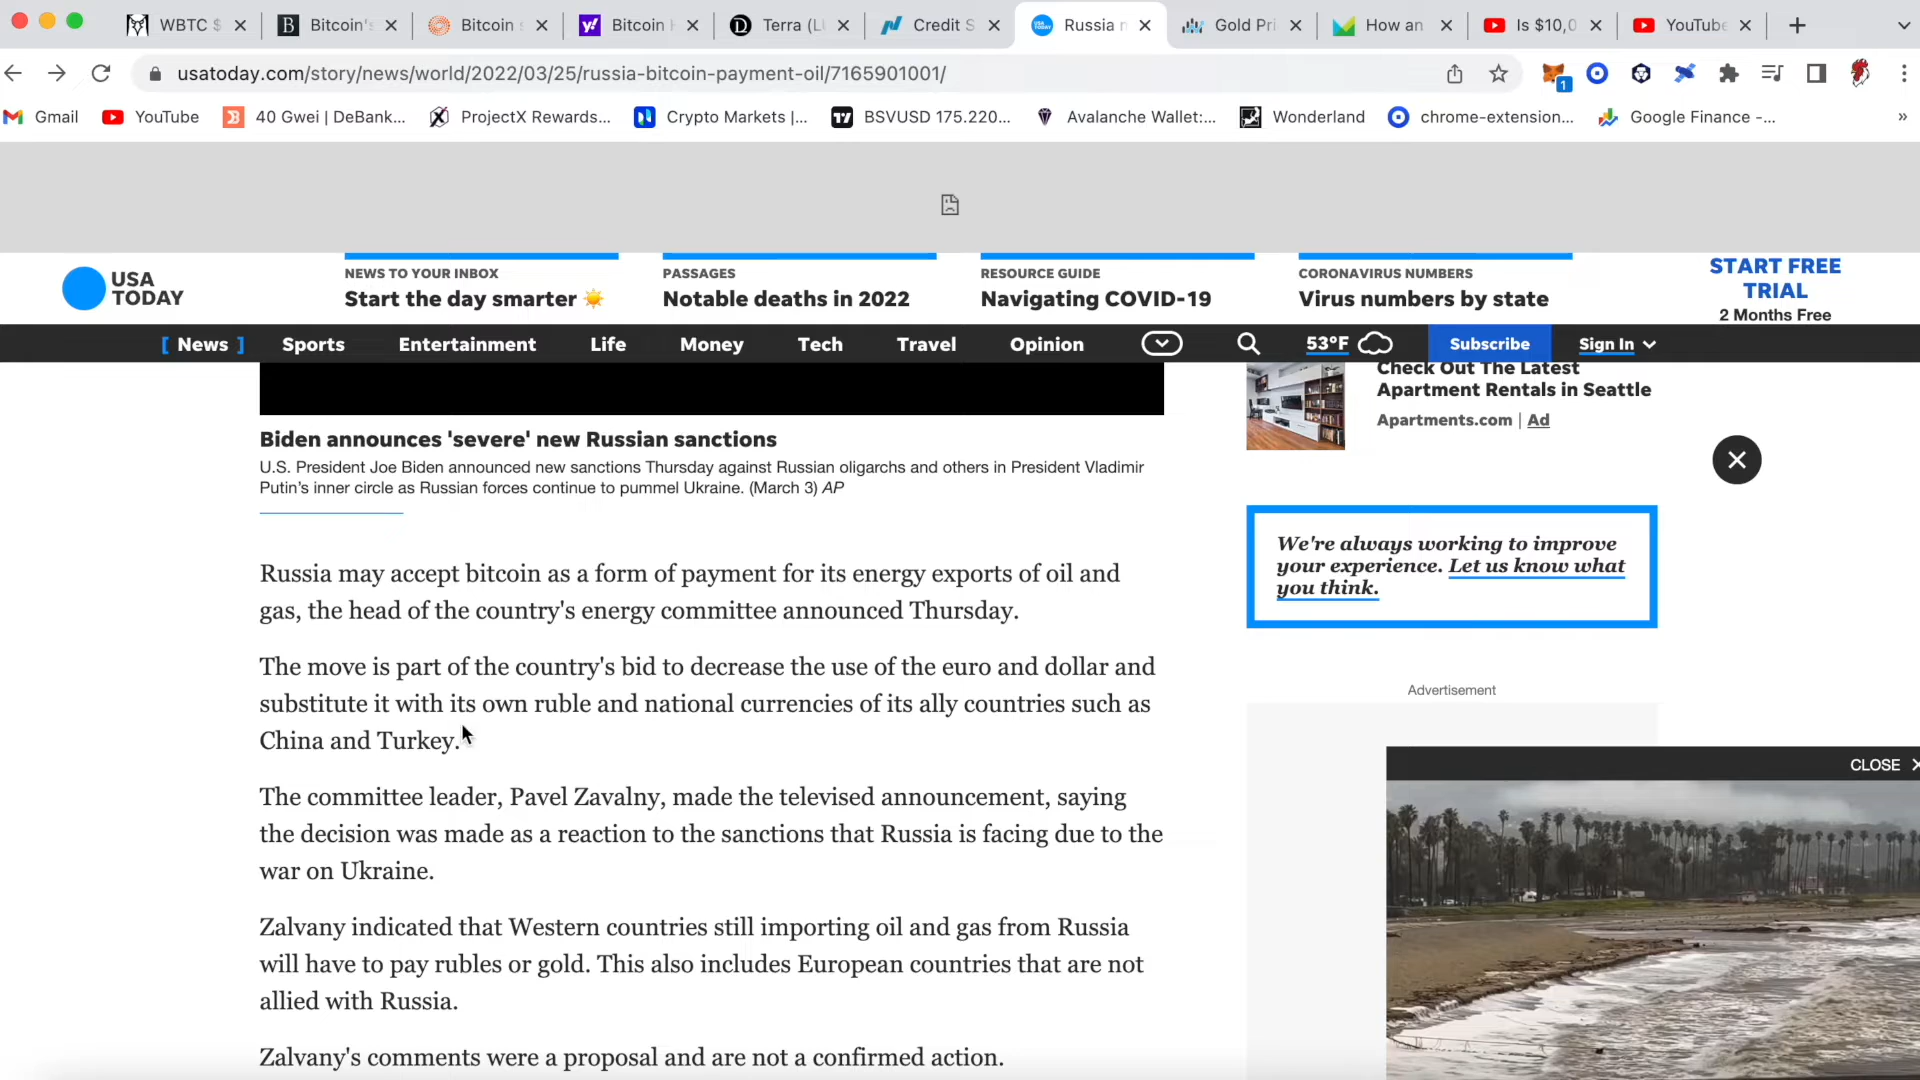 WBTC $
Bitcoin's
Bitcoin
Bitcoin
Terra (L
Credit S
Russia
Gold Pri
How an
Is $10,0
YouTube
usatoday.com/story/news/world/2022/03/25/russia-bitcoin-payment-oil/7165901001/
1
Gmail
YouTube
40 Gwei | DeBank...
ProjectX Rewards...
Crypto Markets |...
BSVUSD 175.220...
Avalanche Wallet:...
Wonderland
chrome-extension...
Google Finance -...
USA
TODAY
NEWS TO YOUR INBOX
Start the day smarter
PASSAGES
Notable deaths in 2022
RESOURCE GUIDE
Navigating COVID-19
CORONAVIRUS NUMBERS
Virus numbers by state
START FREE
TRIAL
2 Months Free
[ News ]
Sports
Entertainment
Life
Money
Tech
Travel
Opinion
53°F
Subscribe
Sign In
Biden announces 'severe' new Russian sanctions
U.S. President Joe Biden announced new sanctions Thursday against Russian oligarchs and others in President Vladimir
Putin's inner circle as Russian forces continue to pummel Ukraine. (March 3) AP
Russia may accept bitcoin as a form of payment for its energy exports of oil and
gas, the head of the country's energy committee announced Thursday.
The move is part of the country's bid to decrease the use of the euro and dollar and
substitute it with its own ruble and national currencies of its ally countries such as
China and Turkey.
The committee leader, Pavel Zavalny, made the televised announcement, saying
the decision was made as a reaction to the sanctions that Russia is facing due to the
war on Ukraine.
Zalvany indicated that Western countries still importing oil and gas from Russia
will have to pay rubles or gold. This also includes European countries that are not
allied with Russia.
Zalvany's comments were a proposal and are not a confirmed action.
Check Out The Latest
Apartment Rentals in Seattle
Apartments.com | Ad
We're always working to improve
your experience. Let us know what
you think.
Advertisement
CLOSE